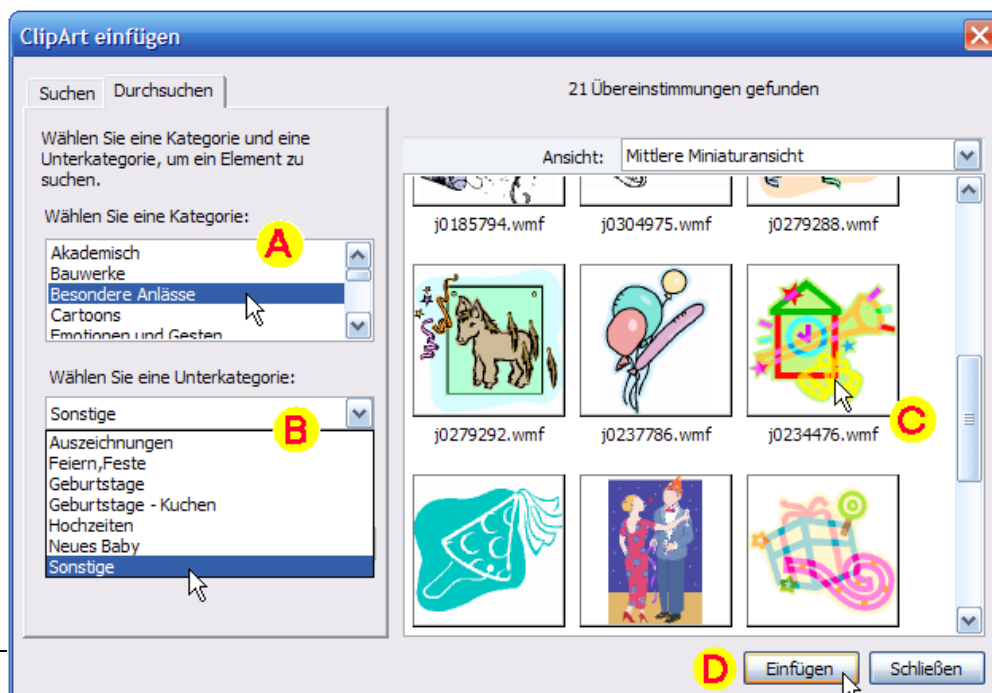 ClipArt einfügen
Suchen
Durchsuchen
21 Übereinstimmungen gefunden
Wählen Sie eine Kategorie und eine
Unterkategorie, um ein Element zu
suchen.
Wählen Sie eine Kategorie:
A
Akademisch
Bauwerke
Besondere Anlässe
Cartoons
Emotionen und Gesten
Wählen Sie eine Unterkategorie:
Sonstige
B
Auszeichnungen
Feiern,Feste
Geburtstage
Geburtstage - Kuchen
Hochzeiten
Neues Baby
Sonstige
Ansicht: Mittlere Miniaturansicht
j0185794.wmf
j0304975.wmf
j0279288.wmf
j0279292.wmf
j0237786.wmf
j0234476.wmf
C
D
Einfügen
Schließen